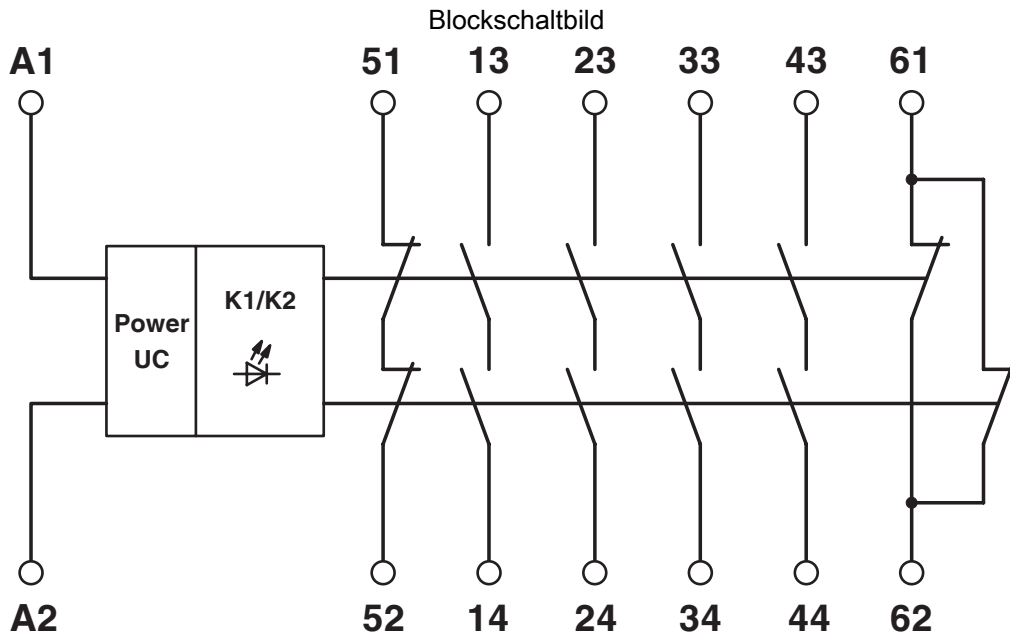 Blockschaltbild
A1 51 13 23 33 43 61
K1/K2
Power
UC
A2 52 14 24 34 44 62